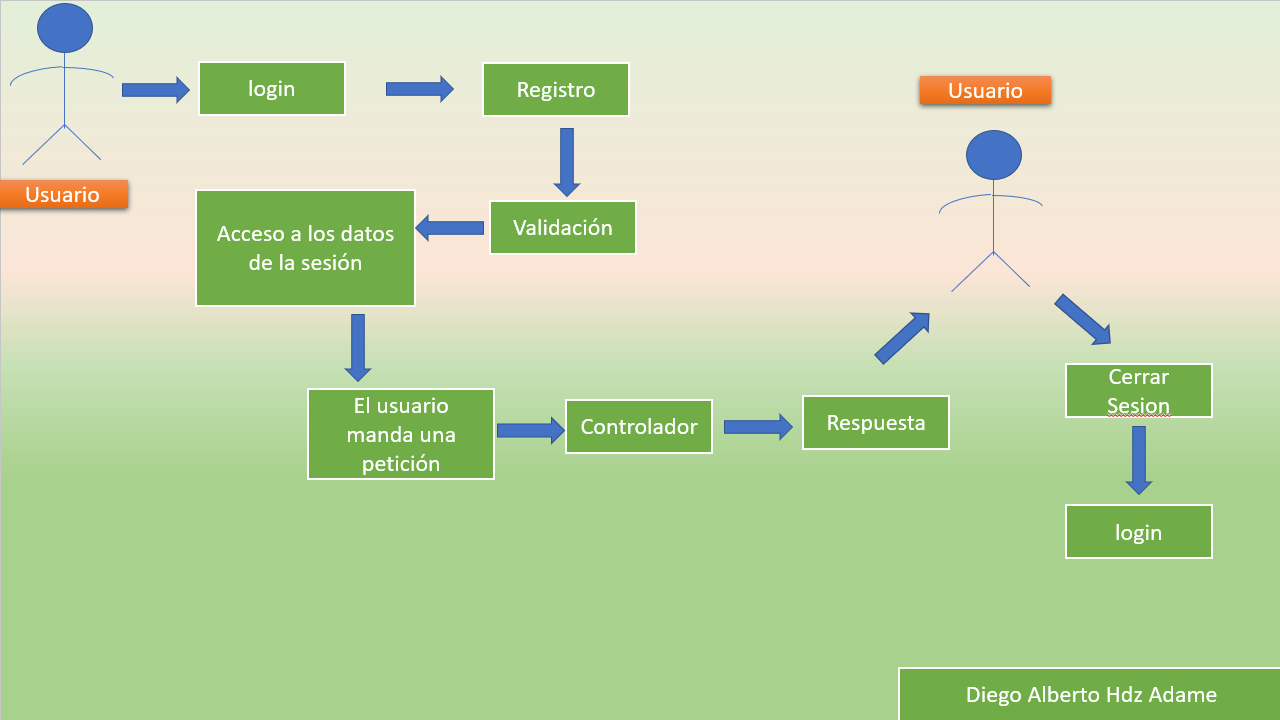 Usuario
login
Registro
Usuario
Validación
Acceso a los datos
de la sesión
El usuario
manda una
petición
Controlador
Respuesta
Usuario
Cerrar
Sesion
login
Diego Alberto Hdz Adame